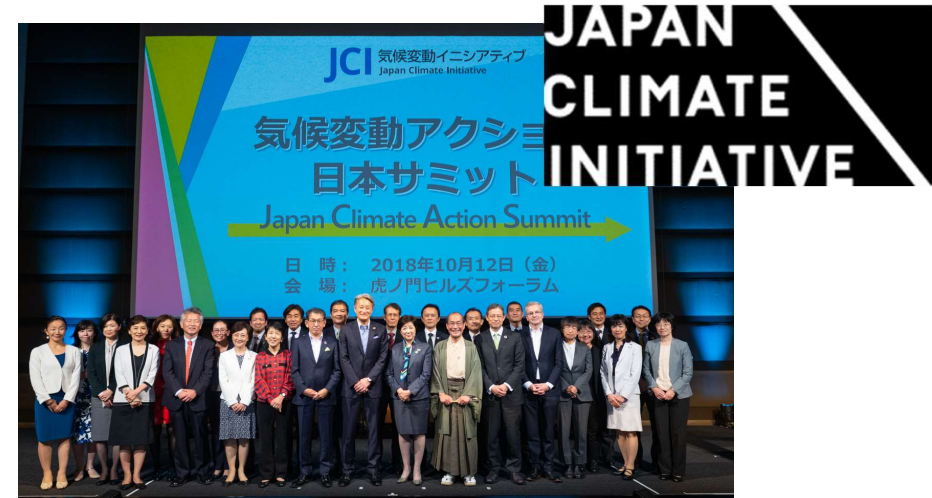 JCI 気候変動イニシアティブ
Japan Climate Initiative
気候変動アクショ
日本サミット
Japan Climate Action Summit
日 時： 2018年10月12日（金）
会 場： 虎ノ門ヒルズフォーラム
JAPAN
CLIMATE
INITIATIVE